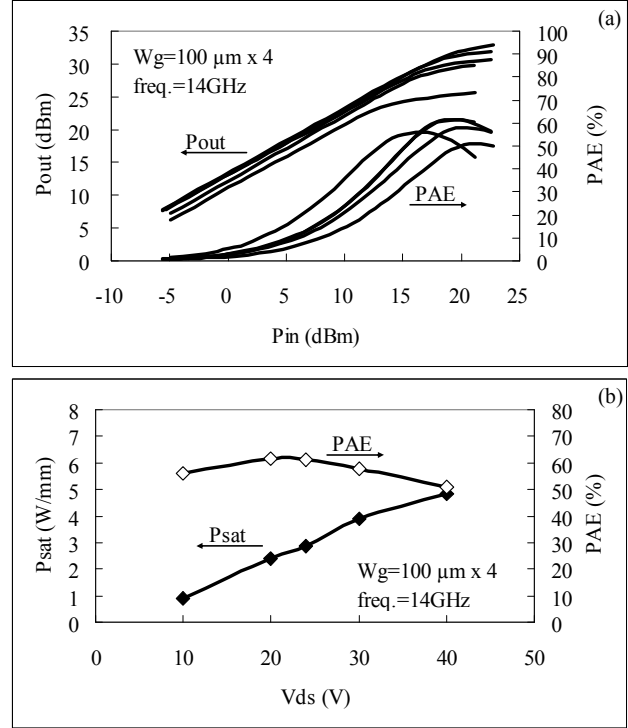 (a)
Wg=100 µm x 4
freq.=14GHz
Pout
PAE
35
30
25
20
15
10
5
0
Pout (dBm)
100
90
80
70
60
50
40
30
20
10
0
PAE (%)
-10 -5 0 5 10 15 20 25
Pin (dBm)
(b)
PAE
Psat
Wg=100 µm x 4
freq.=14GHz
8
7
6
5
4
3
2
1
0
Psat (W/mm)
80
70
60
50
40
30
20
10
0
PAE (%)
0 10 20 30 40 50
Vds (V)